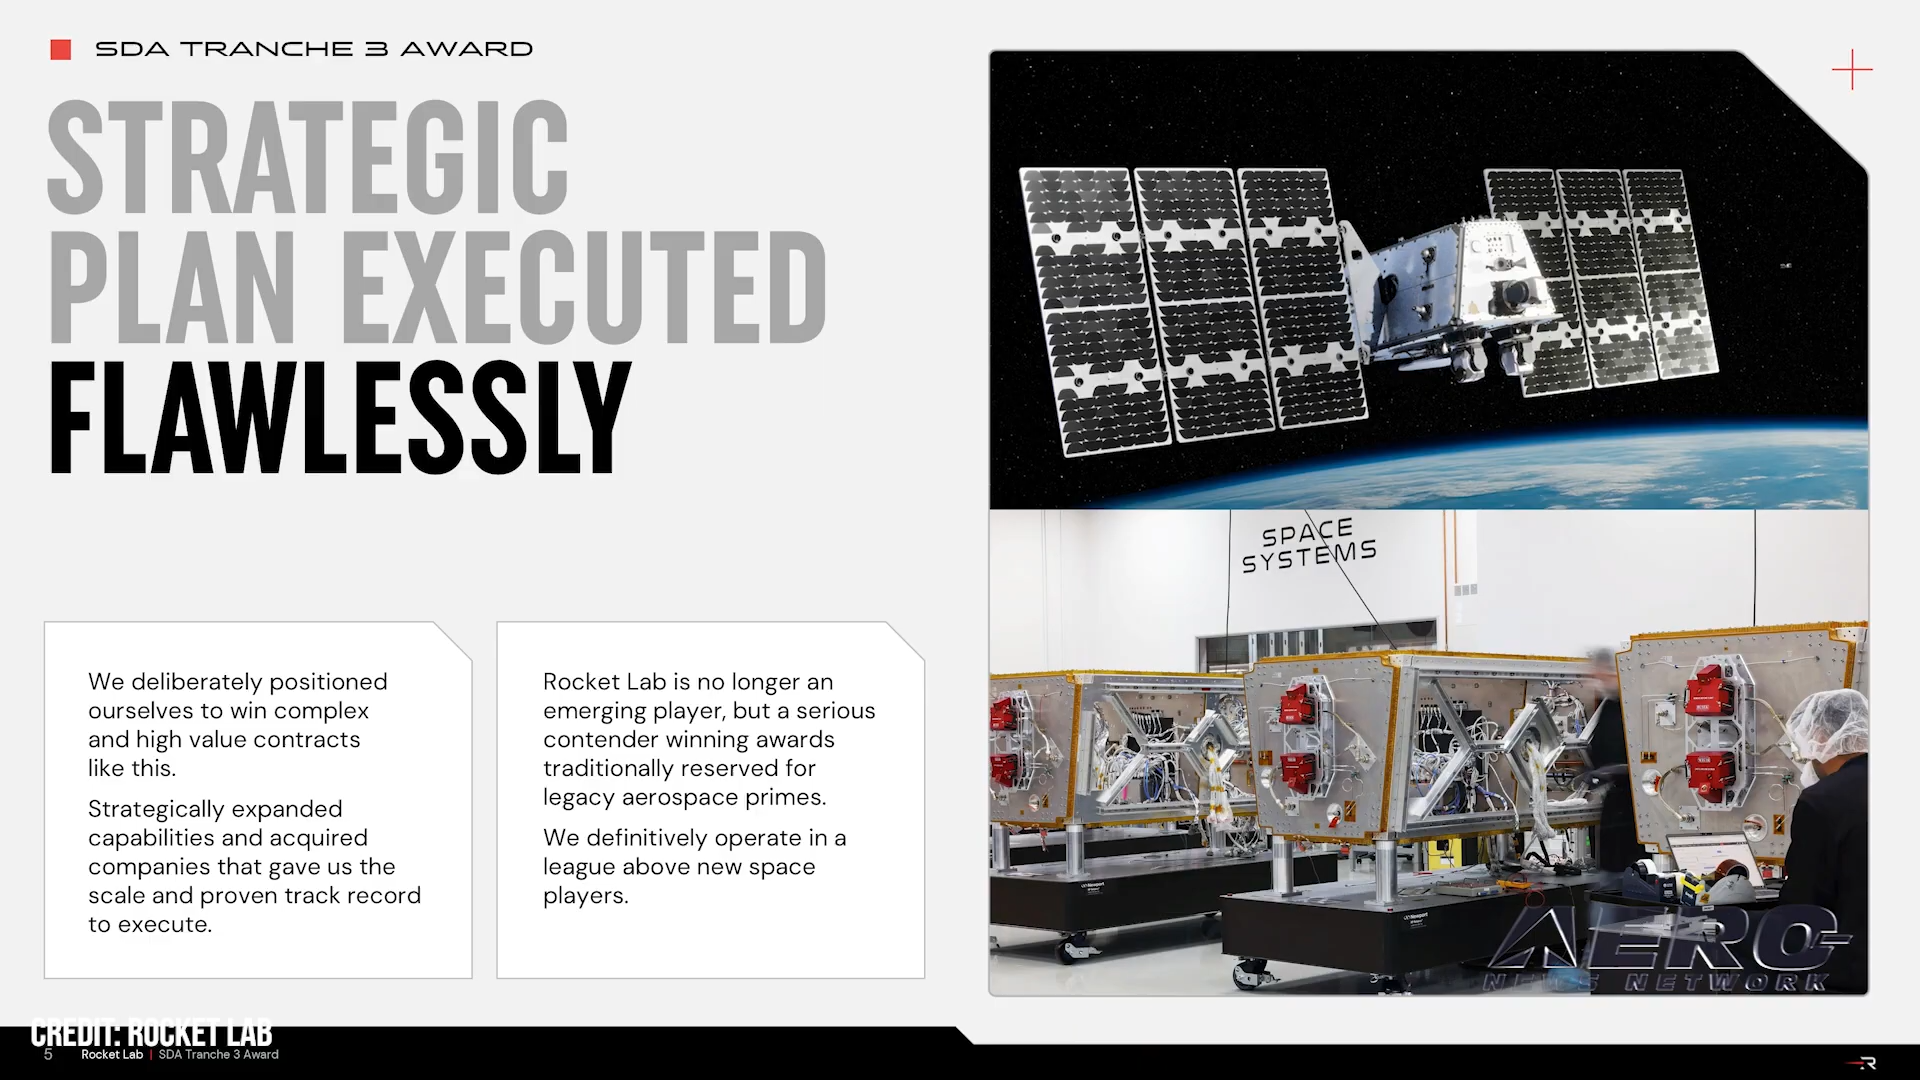 SDA TRANCHE 3 AWARD
STRATEGIC
PLAN EXECUTED
FLAWLESSLY
We deliberately positioned
ourselves to win complex
and high value contracts
like this.
Strategically expanded
capabilities and acquired
companies that gave us the
scale and proven track record
to execute.
Rocket Lab is no longer an
emerging player, but a serious
contender winning awards
traditionally reserved for
legacy aerospace primes.
We definitively operate in a
league above new space
players.
SPACE
SYSTEMS
Newport
Newport
AERO
NEWS NETWORK
CREDIT: ROCKET LAB
5 Rocket Lab | SDA Tranche 3 Award